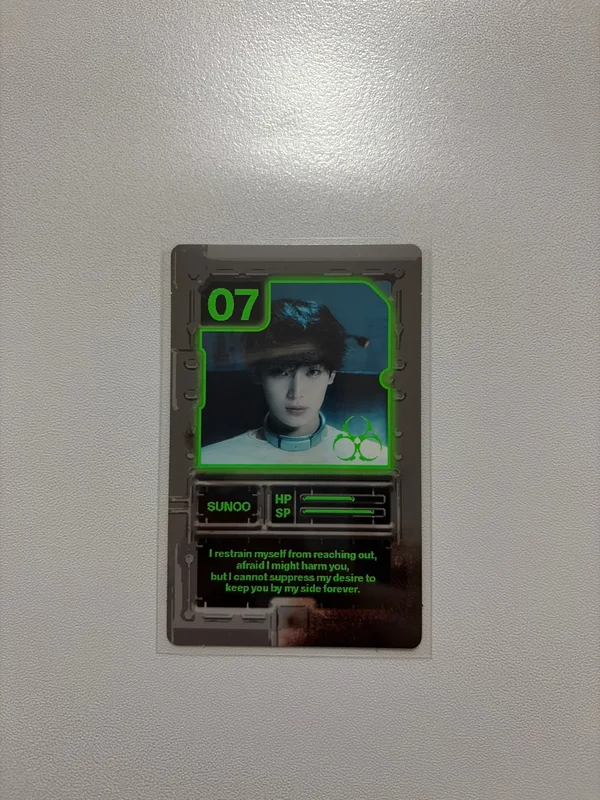 07
SUNOO
HP
SP
I restrain myself from reaching out,
afraid I might harm you,
but I cannot suppress my desire to
keep you by my side forever.